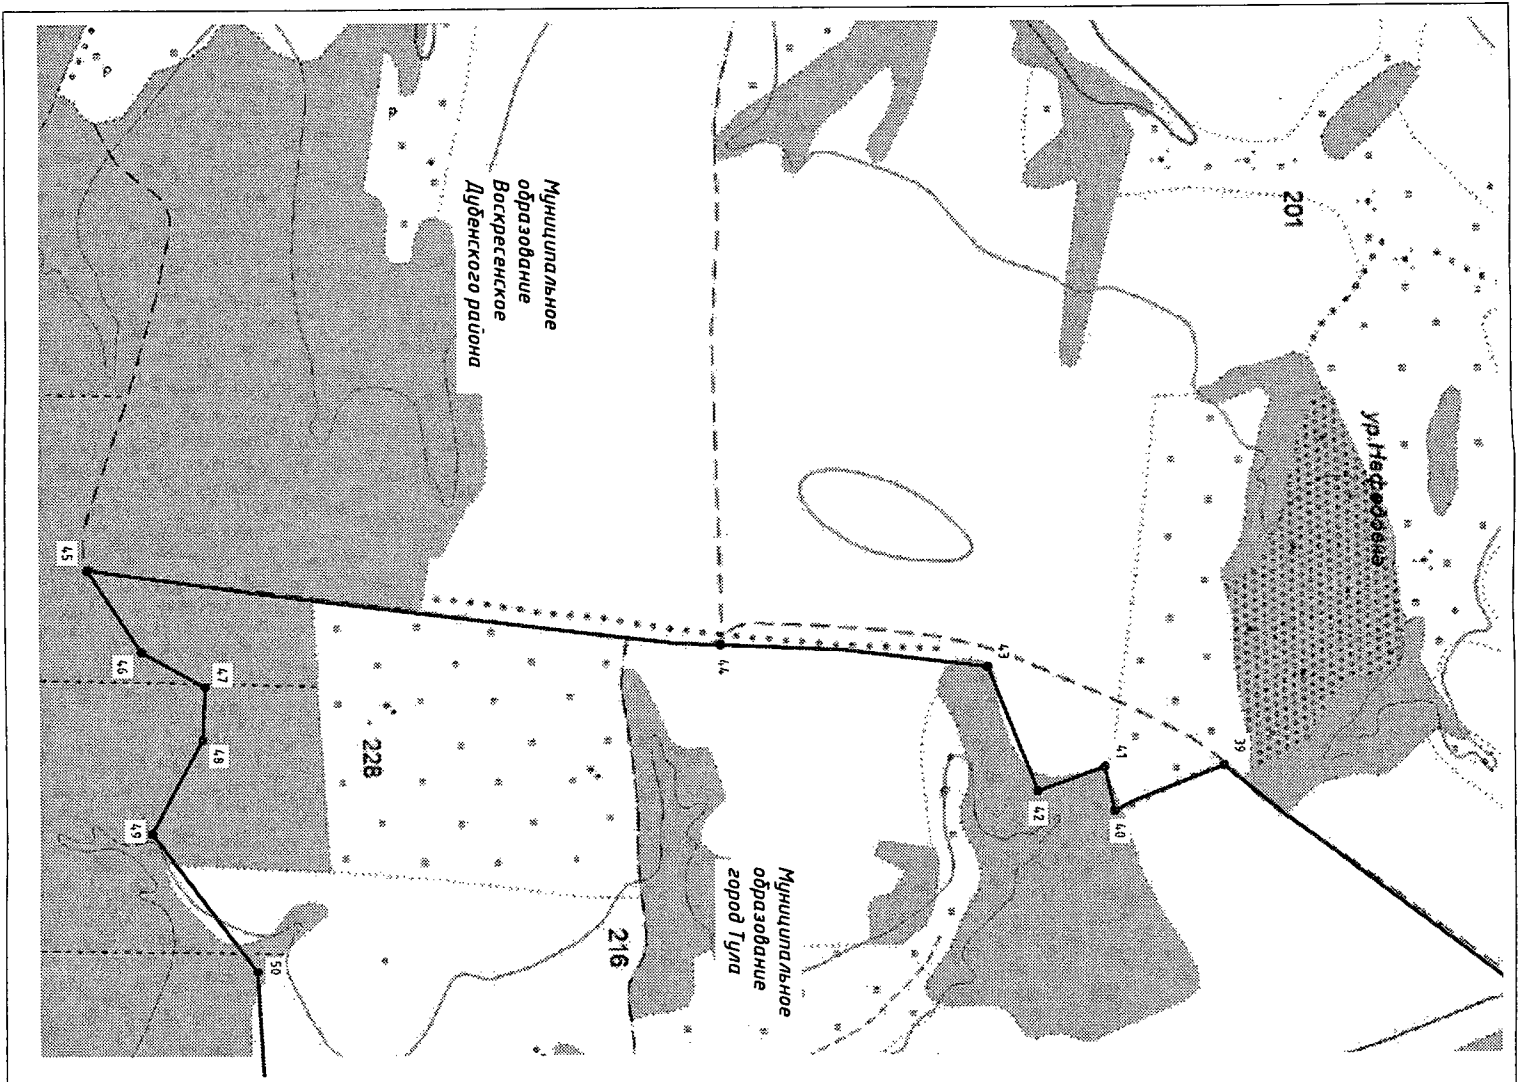 201
ур.Нефедовна
Муниципальное
образование
Воскресенское
Дубенского района
39
40
41
42
43
44
45
46
47
48
49
50
228
216
Муниципальное
образование
город Тула